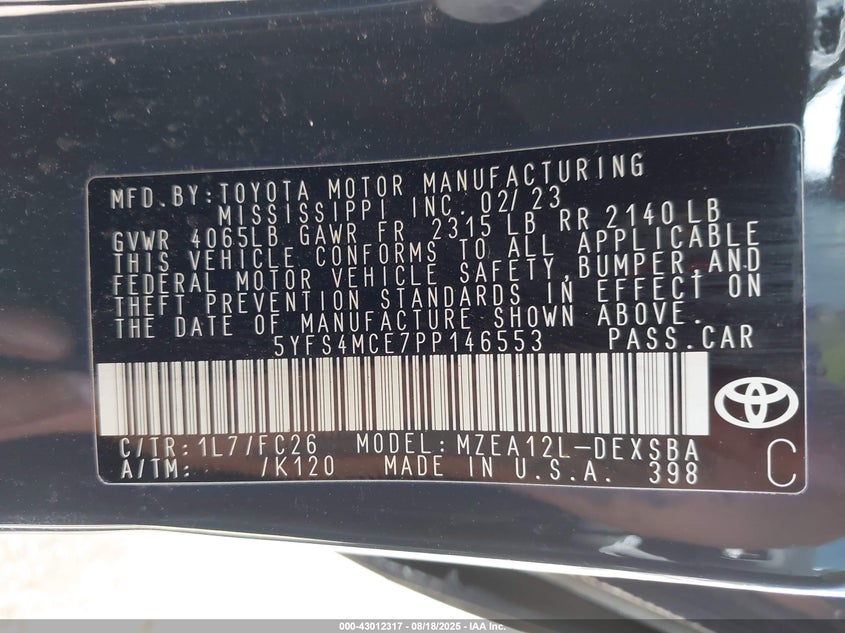 MFD. BY: TOYOTA MOTOR MANUFACTURING
MISSISSIPPI INC. 02/23
GVWR 4065LB GAWR FR 2315 LB RR 2140 LB
THIS VEHICLE CONFORMS TO ALL APPLICABLE
FEDERAL MOTOR VEHICLE SAFETY, BUMPER, AND
THEFT PREVENTION STANDARDS IN EFFECT ON
THE DATE OF MANUFACTURE SHOWN ABOVE.
5YFS4MCE7PP146553 PASS. CAR
C/TR: 1L7/FC26 MODEL: MZEA12L-DEXSBA
A/TM: /K120 MADE IN U.S.A. 398 C
000-43012317 - 08/18/2025 - IAA Inc.